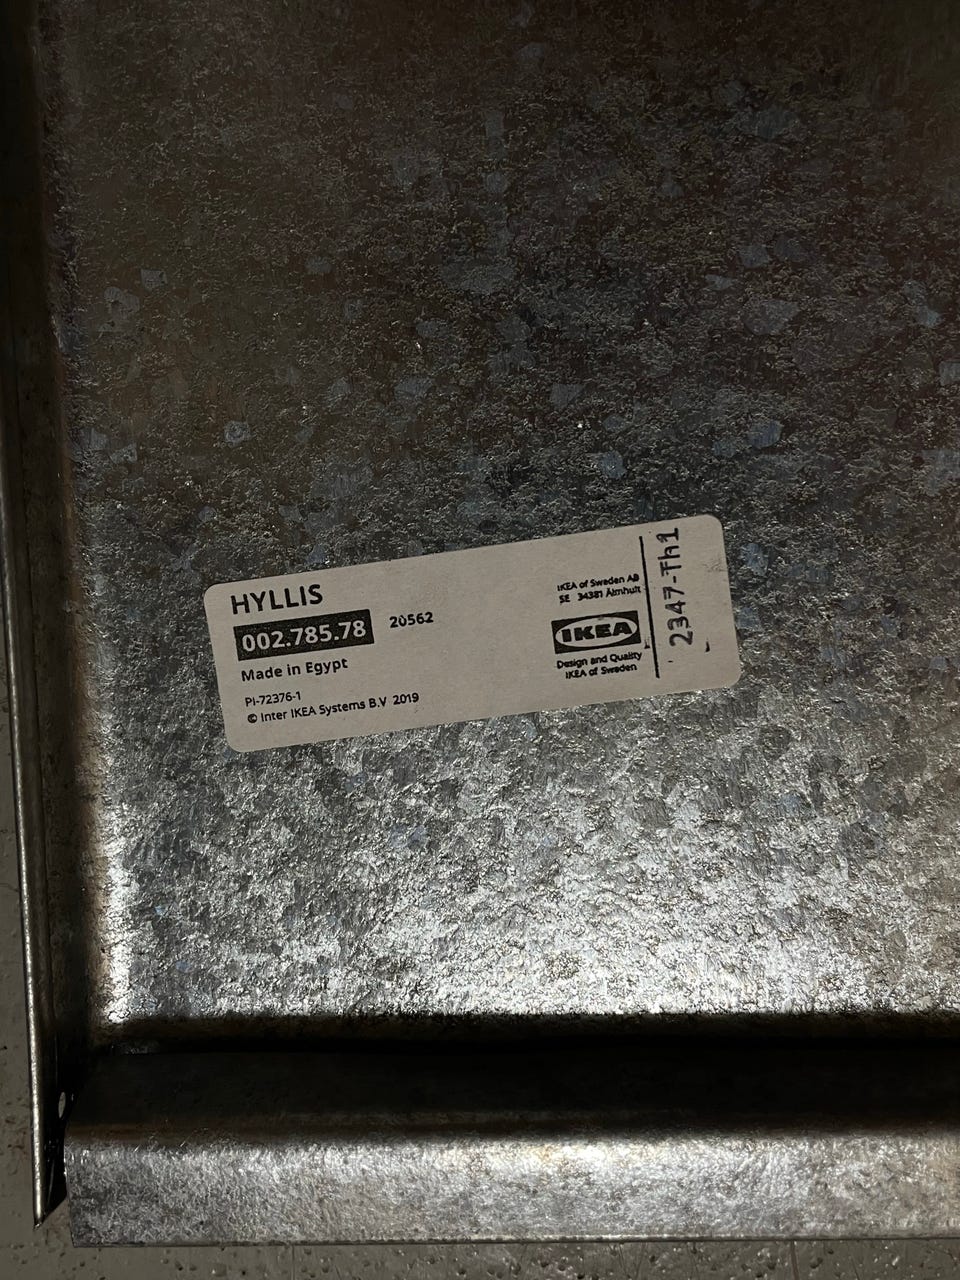 HYLLIS
002.785.78 20562
Made in Egypt
PI-72376-1
© Inter IKEA Systems B.V 2019
IKEA of Sweden AB
SE 34381 Älmhult
IKEA
Design and Quality
IKEA of Sweden
2347-Th1